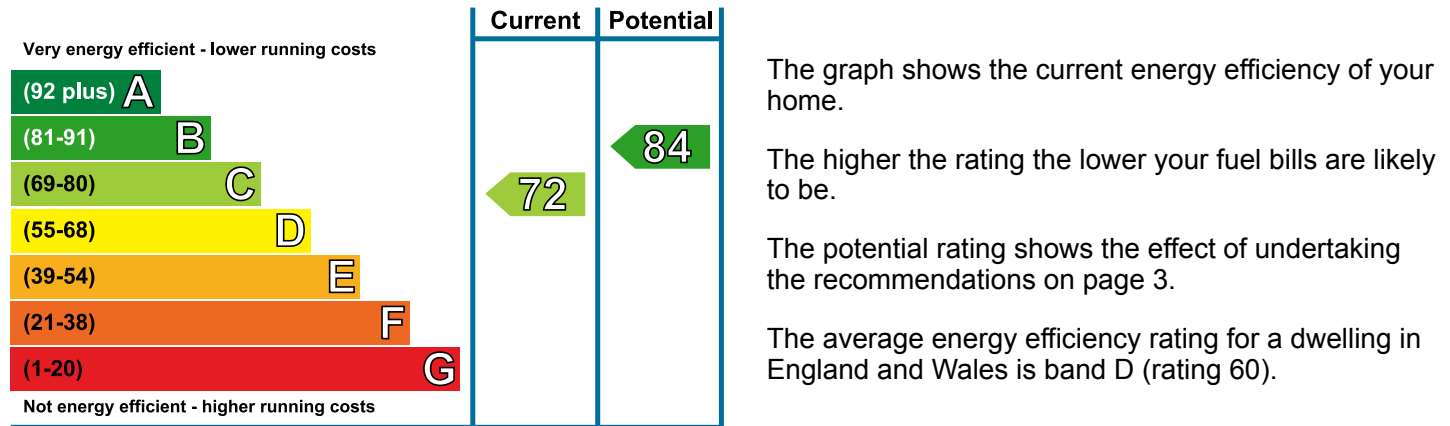 Current Potential
Very energy efficient - lower running costs
(92 plus) A
(81-91) B
84
(69-80) C
72
(55-68) D
(39-54) E
(21-38) F
(1-20) G
Not energy efficient - higher running costs
The graph shows the current energy efficiency of your
home.
The higher the rating the lower your fuel bills are likely
to be.
The potential rating shows the effect of undertaking
the recommendations on page 3.
The average energy efficiency rating for a dwelling in
England and Wales is band D (rating 60).